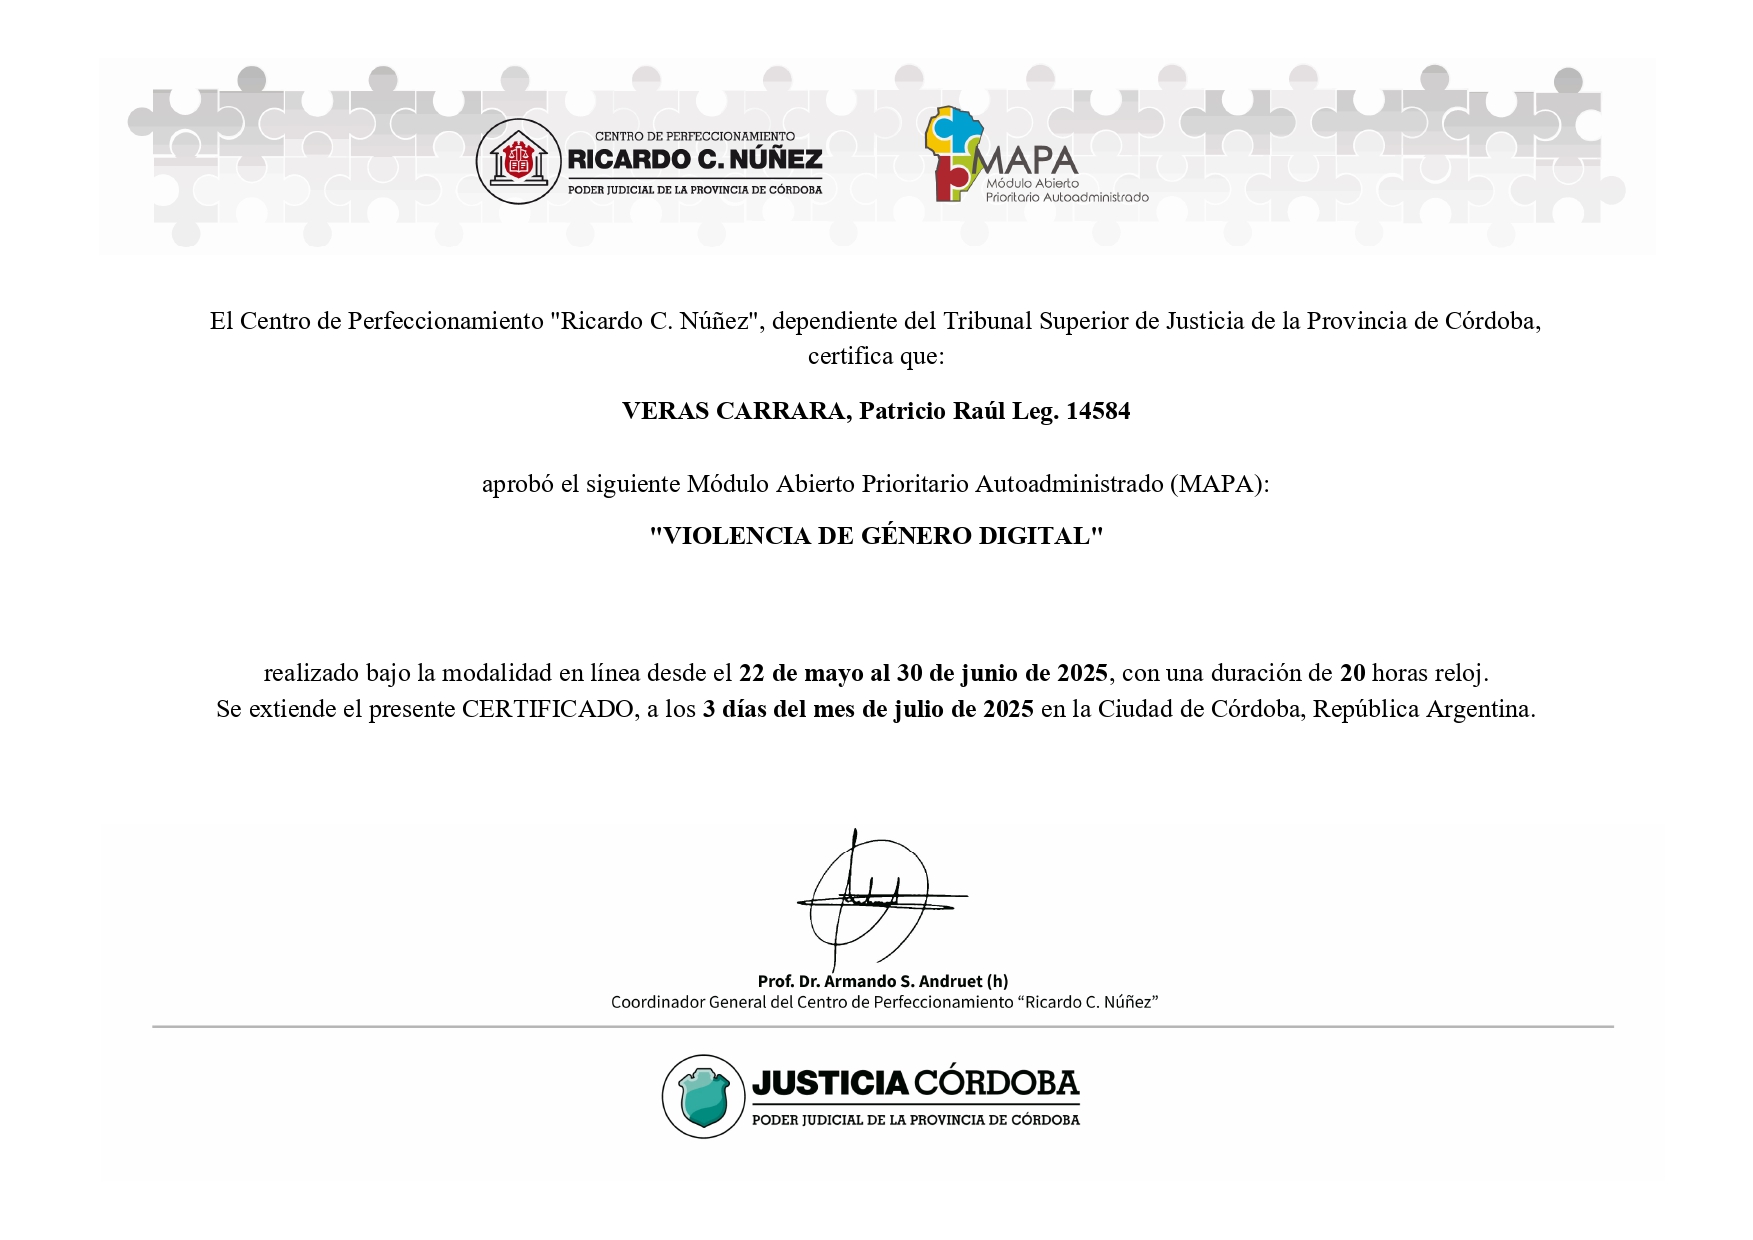 CENTRO DE PERFECCIONAMIENTO
RICARDO C. NÚÑEZ
PODER JUDICIAL DE LA PROVINCIA DE CÓRDOBA
MAPA
Módulo Abierto
Prioritario Autoadministrado
El Centro de Perfeccionamiento "Ricardo C. Núñez", dependiente del Tribunal Superior de Justicia de la Provincia de Córdoba,
certifica que:
VERAS CARRARA, Patricio Raúl Leg. 14584
aprobó el siguiente Módulo Abierto Prioritario Autoadministrado (MAPA):
"VIOLENCIA DE GÉNERO DIGITAL"
realizado bajo la modalidad en línea desde el 22 de mayo al 30 de junio de 2025, con una duración de 20 horas reloj.
Se extiende el presente CERTIFICADO, a los 3 días del mes de julio de 2025 en la Ciudad de Córdoba, República Argentina.
Prof. Dr. Armando S. Andruet (h)
Coordinador General del Centro de Perfeccionamiento “Ricardo C. Núñez”
JUSTICIA CÓRDOBA
PODER JUDICIAL DE LA PROVINCIA DE CÓRDOBA